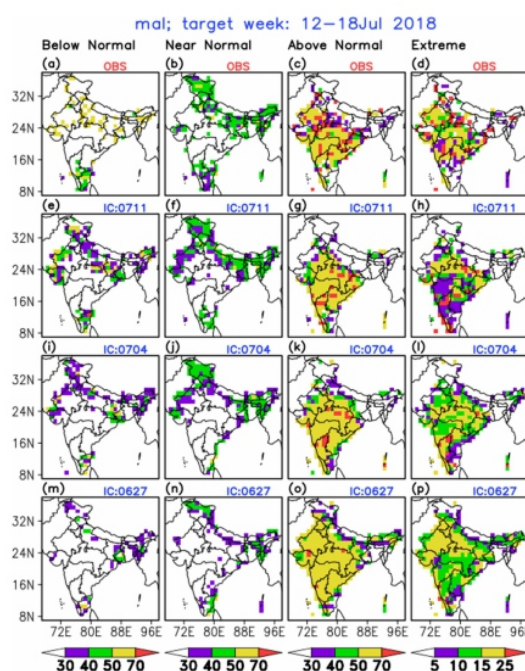 mal; target week: 12–18Jul 2018
Below Normal Near Normal Above Normal Extreme
(a) OBS (b) OBS (c) OBS (d) OBS
32N
24N
16N
8N
(e) IC:0711 (f) IC:0711 (g) IC:0711 (h) IC:0711
32N
24N
16N
8N
(i) IC:0704 (j) IC:0704 (k) IC:0704 (l) IC:0704
32N
24N
16N
8N
(m) IC:0627 (n) IC:0627 (o) IC:0627 (p) IC:0627
32N
24N
16N
8N
72E 80E 88E 96E 72E 80E 88E 96E 72E 80E 88E 96E 72E 80E 88E 96E
30 40 50 70 30 40 50 70 30 40 50 70 5 10 15 25